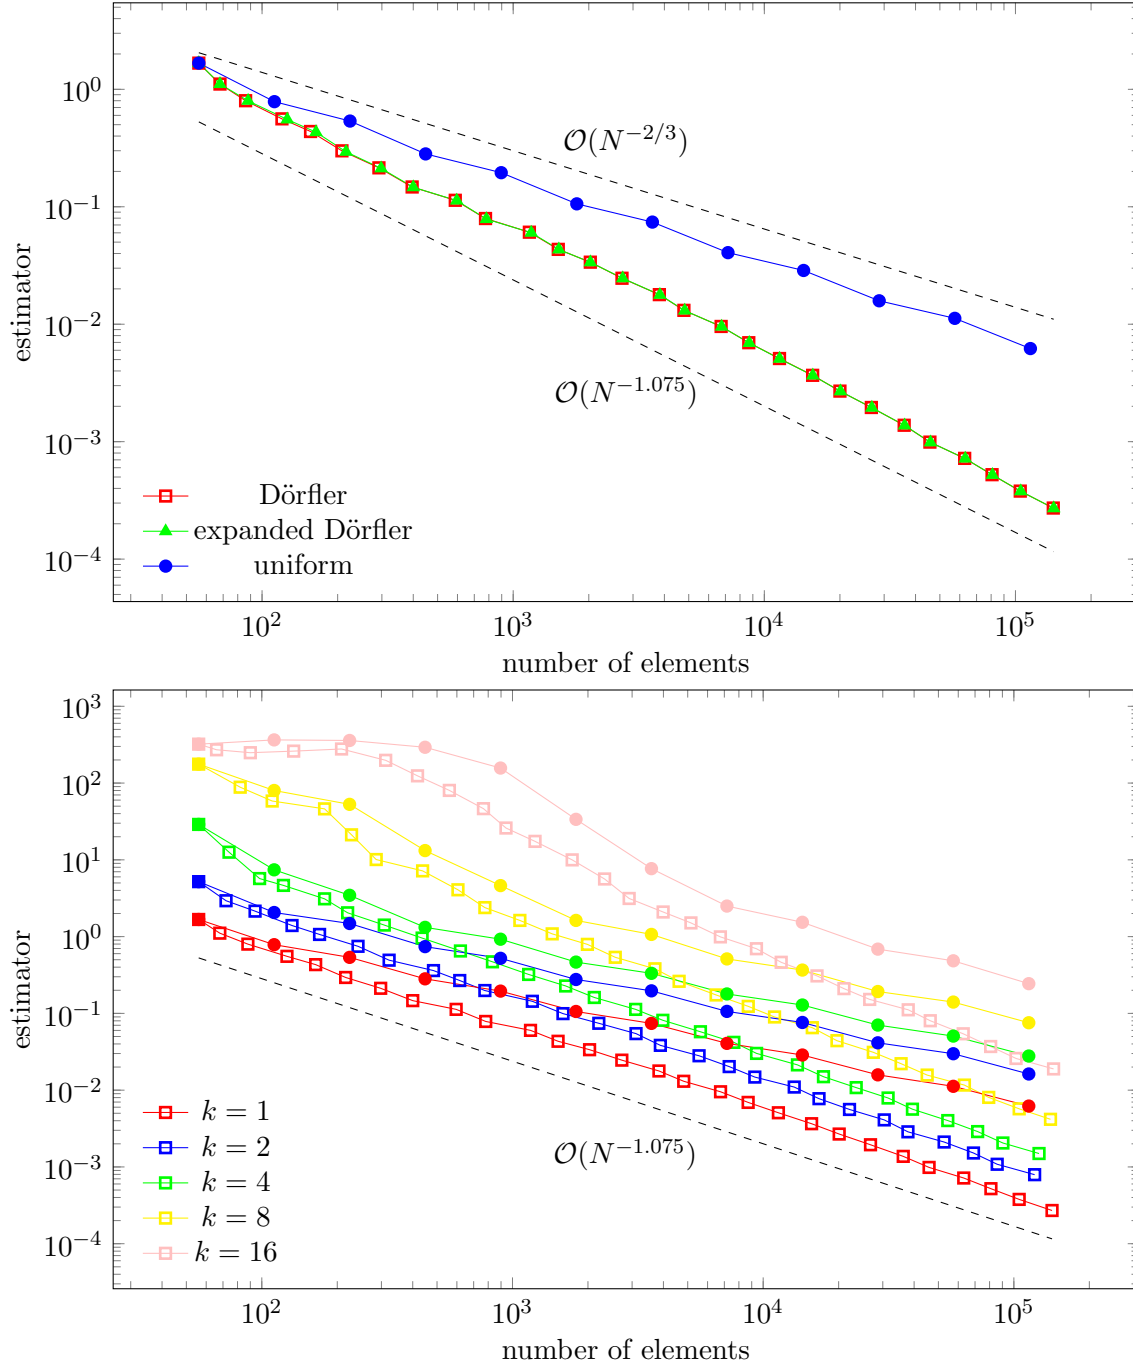 10^0
10^{-1}
10^{-2}
10^{-3}
10^{-4}
estimator
O(N^{-2/3})
O(N^{-1.075})
Dörfler
expanded Dörfler
uniform
10^2
10^3
10^4
10^5
number of elements
10^3
10^2
10^1
10^0
10^{-1}
10^{-2}
10^{-3}
10^{-4}
estimator
O(N^{-1.075})
k = 1
k = 2
k = 4
k = 8
k = 16
10^2
10^3
10^4
10^5
number of elements